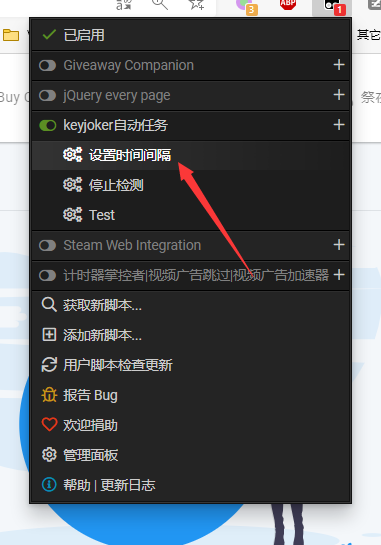 3
ABP
1
Z
其它
已启用
Giveaway Companion
Buy
祭夜
jQuery every page
keyjoker自动任务
设置时间间隔
停止检测
Test
Steam Web Integration
计时器掌控者|视频广告跳过|视频广告加速器
获取新脚本...
添加新脚本...
用户脚本检查更新
报告 Bug
欢迎捐助
管理面板
帮助 | 更新日志